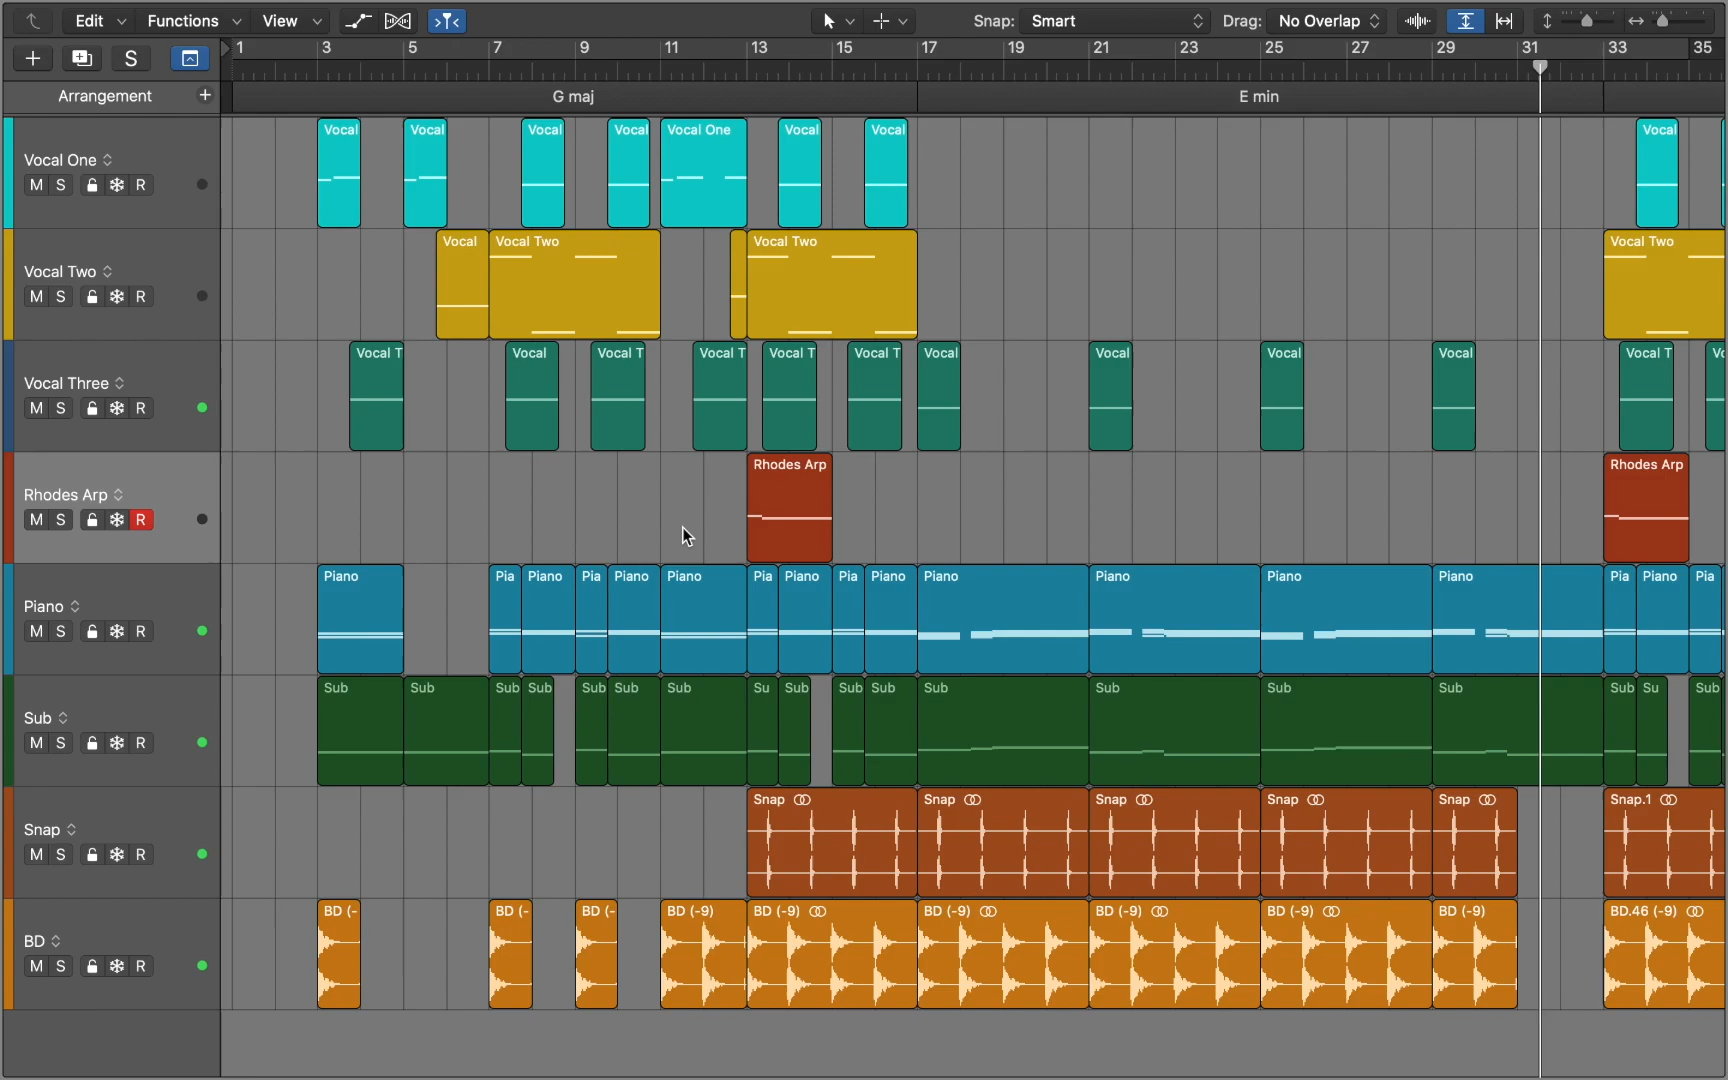 Edit Functions View Snap: Smart Drag: No Overlap
S 1 3 5 7 9 11 13 15 17 19 21 23 25 27 29 31 33 35
Arrangement + G maj E min
Vocal Vocal Vocal Vocal Vocal One Vocal Vocal Vocal
Vocal One
M S R
Vocal Vocal Two Vocal Two Vocal Two
Vocal Two
M S R
Vocal T Vocal Vocal T Vocal T Vocal T Vocal T Vocal Vocal Vocal Vocal Vocal T Vo
Vocal Three
M S R
Rhodes Arp Rhodes Arp
Rhodes Arp
M S R
Piano Pia Piano Pia Piano Piano Pia Piano Pia Piano Piano Piano Piano Piano Pia Piano Pia
Piano
M S R
Sub Sub Sub Sub Sub Sub Sub Su Sub Sub Sub Sub Sub Sub Sub Sub Su Sub
Sub
M S R
Snap Snap Snap Snap Snap Snap.1
Snap
M S R
BD (- BD (- BD (- BD (-9) BD (-9) BD (-9) BD (-9) BD (-9) BD (-9) BD.46 (-9)
BD
M S R